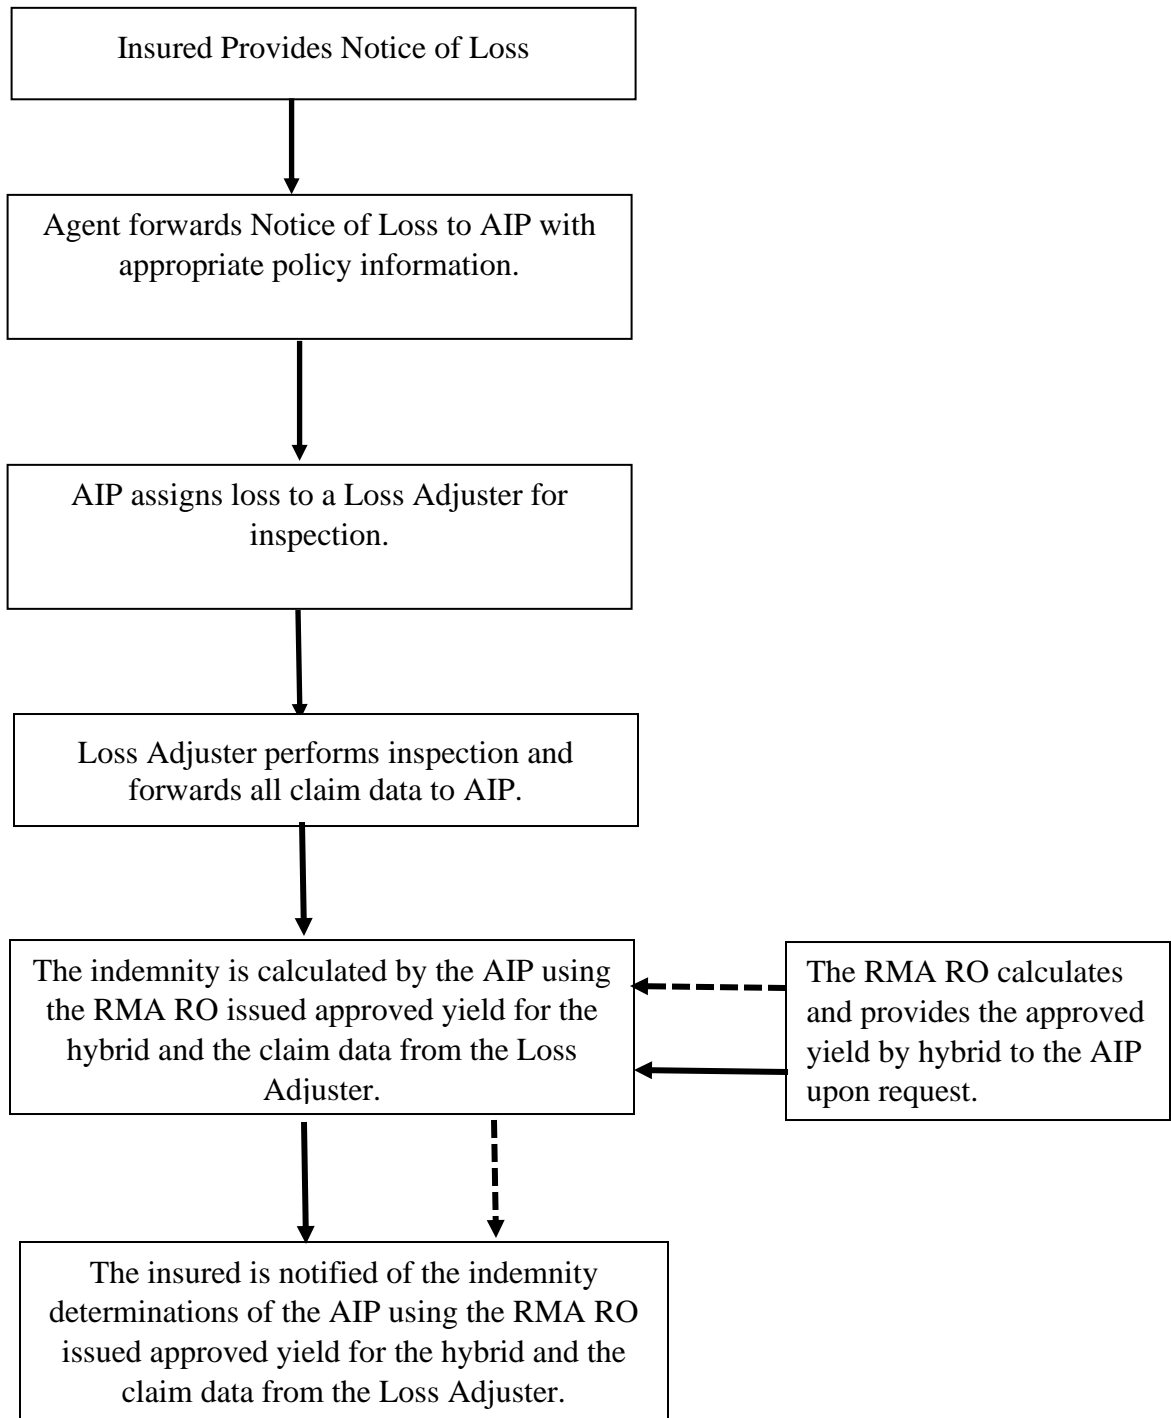 Insured Provides Notice of Loss
Agent forwards Notice of Loss to AIP with
appropriate policy information.
AIP assigns loss to a Loss Adjuster for
inspection.
Loss Adjuster performs inspection and
forwards all claim data to AIP.
The indemnity is calculated by the AIP using
the RMA RO issued approved yield for the
hybrid and the claim data from the Loss
Adjuster.
The RMA RO calculates
and provides the approved
yield by hybrid to the AIP
upon request.
The insured is notified of the indemnity
determinations of the AIP using the RMA RO
issued approved yield for the hybrid and the
claim data from the Loss Adjuster.